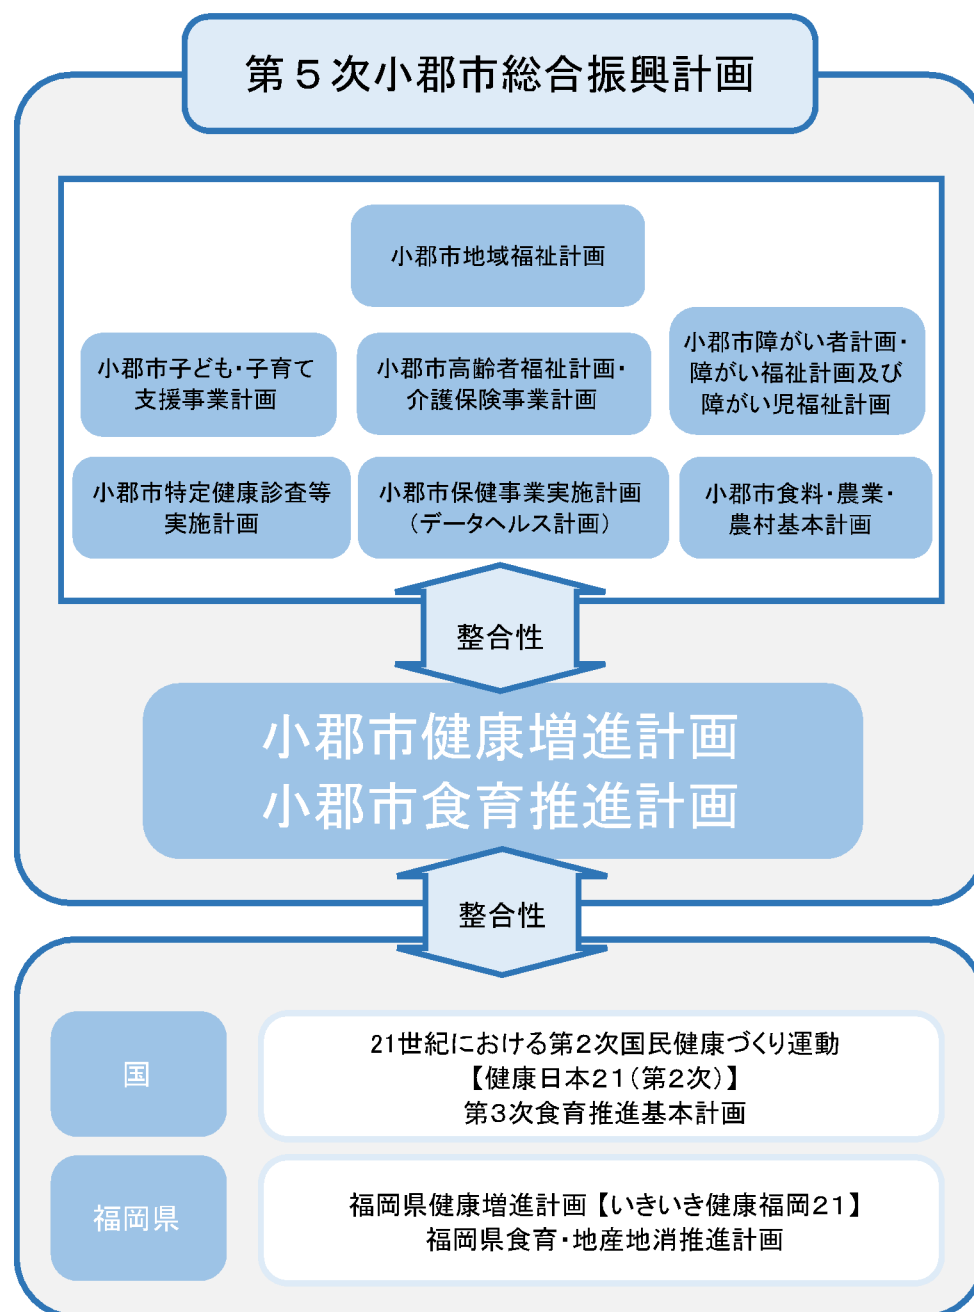 第５次小郡市総合振興計画
小郡市地域福祉計画
小郡市子ども・子育て
支援事業計画
小郡市高齢者福祉計画・
介護保険事業計画
小郡市障がい者計画・
障がい福祉計画及び
障がい児福祉計画
小郡市特定健康診査等
実施計画
小郡市保健事業実施計画
（データヘルス計画）
小郡市食料・農業・
農村基本計画
整合性
小郡市健康増進計画
小郡市食育推進計画
整合性
国
21世紀における第２次国民健康づくり運動
【健康日本２１（第２次）】
第３次食育推進基本計画
福岡県
福岡県健康増進計画【いきいき健康福岡２１】
福岡県食育・地産地消推進計画